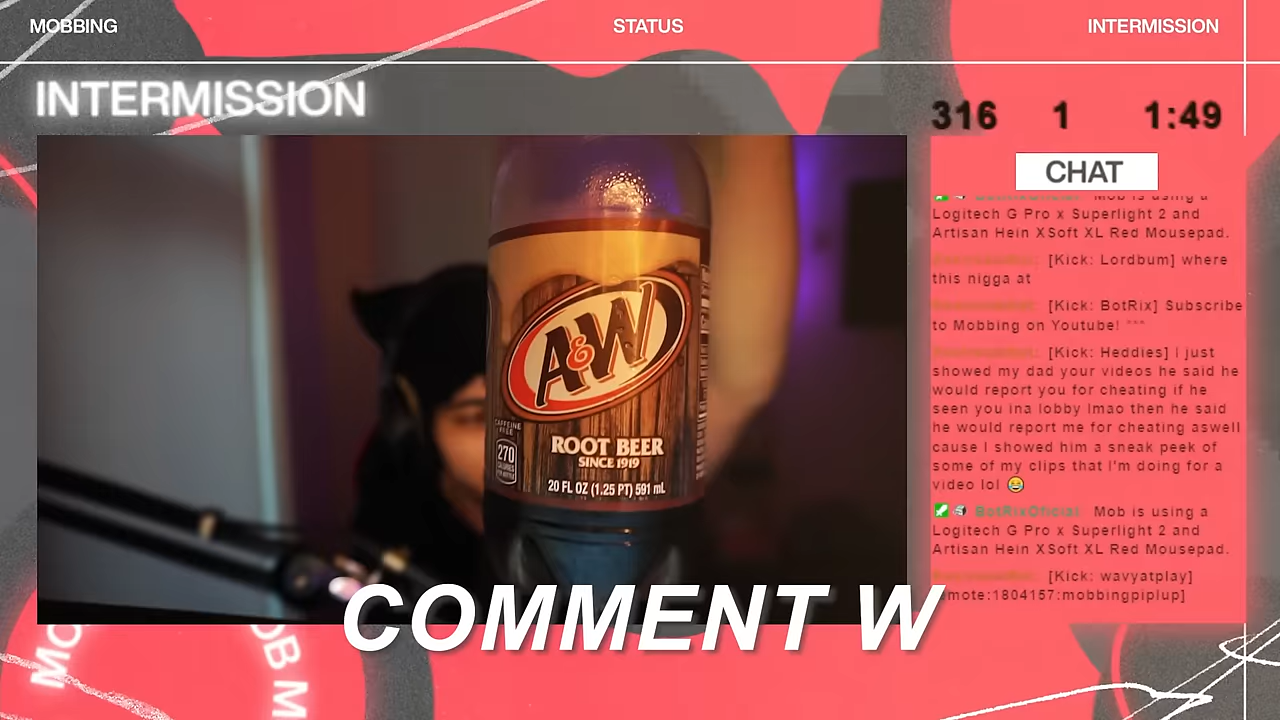 MOBBING
STATUS
INTERMISSION
INTERMISSION
316 1 1:49
CHAT
BotRixOficial Mob is using a
Logitech G Pro x Superlight 2 and
Artisan Hein XSoft XL Red Mousepad.
[Kick: Lordbum] where
this nigga at
[Kick: BotRix] Subscribe
to Mobbing on Youtube! ***
[Kick: Heddies] I just
showed my dad your videos he said he
would report you for cheating if he
seen you ina lobby lmao then he said
he would report me for cheating aswell
cause I showed him a sneak peek of
some of my clips that I'm doing for a
video lol 😂
BotRixOficial Mob is using a
Logitech G Pro x Superlight 2 and
Artisan Hein XSoft XL Red Mousepad.
[Kick: wavyatplay]
emote:1804157:mobbingpiplup]
A&W
CAFFEINE
FREE
270
CALORIES
PER BOTTLE
ROOT BEER
SINCE 1919
20 FL OZ (1.25 PT) 591 mL
COMMENT W
MO
OB M